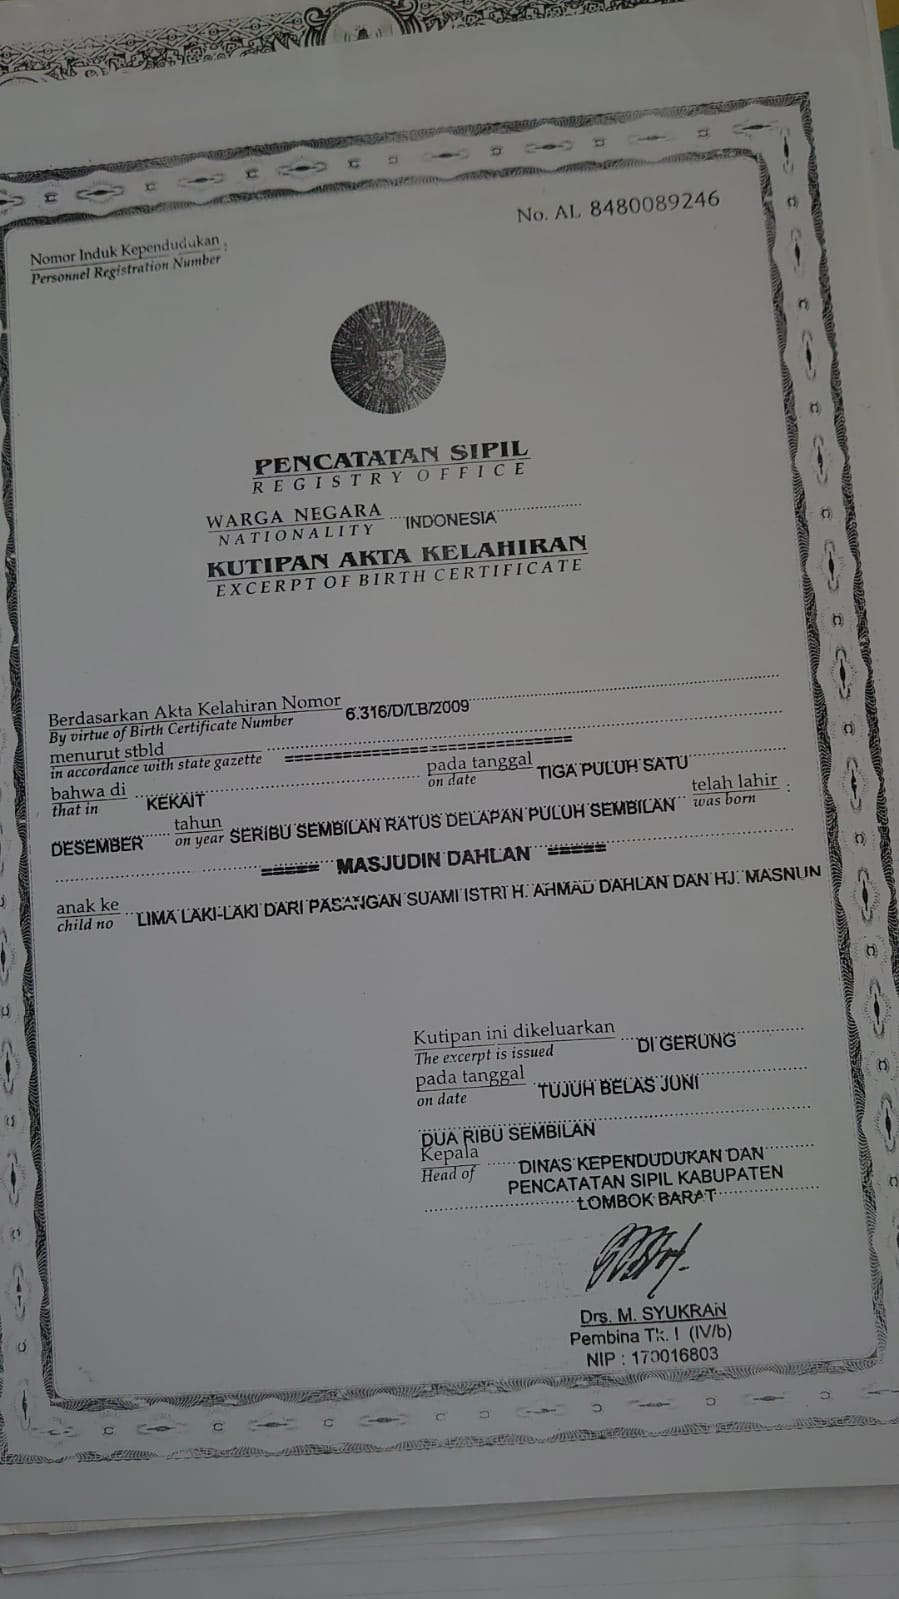 No. AL 8480089246
Nomor Induk Kependudukan :
Personnel Registration Number
PENCATATAN SIPIL
REGISTRY OFFICE
WARGA NEGARA INDONESIA
NATIONALITY
KUTIPAN AKTA KELAHIRAN
EXCERPT OF BIRTH CERTIFICATE
Berdasarkan Akta Kelahiran Nomor 6.316/D/LB/2009
By virtue of Birth Certificate Number
menurut stbld ==============================
in accordance with state gazette
bahwa di KEKAIT pada tanggal TIGA PULUH SATU
that in on date
DESEMBER tahun SERIBU SEMBILAN RATUS DELAPAN PULUH SEMBILAN telah lahir :
on year was born
===== MASJUDIN DAHLAN =====
anak ke LIMA LAKI-LAKI DARI PASANGAN SUAMI ISTRI H. AHMAD DAHLAN DAN HJ. MASNUN
child no
Kutipan ini dikeluarkan DI GERUNG
The excerpt is issued
pada tanggal TUJUH BELAS JUNI
on date
DUA RIBU SEMBILAN
Kepala DINAS KEPENDUDUKAN DAN
Head of PENCATATAN SIPIL KABUPATEN
LOMBOK BARAT
Drs. M. SYUKRAN
Pembina Tk. I (IV/b)
NIP : 170016803